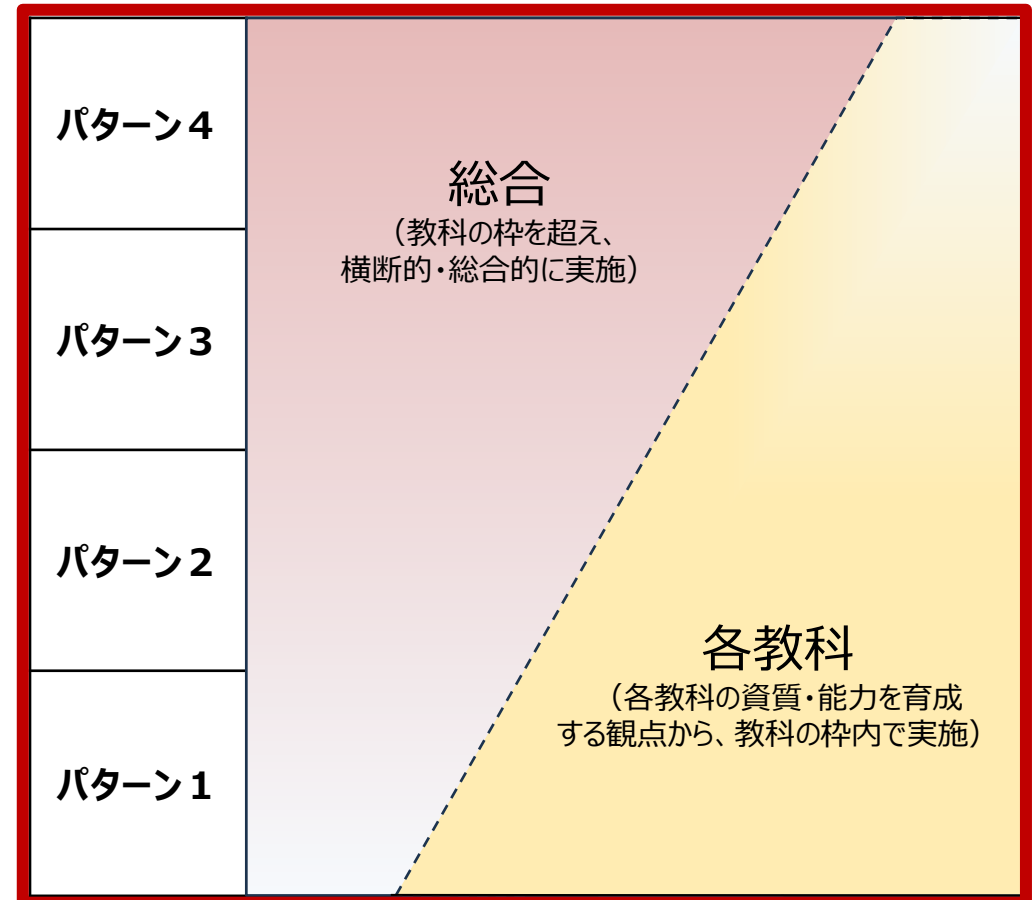 パターン４
総合
（教科の枠を超え、
横断的・総合的に実施）
パターン３
パターン２
各教科
（各教科の資質・能力を育成
する観点から、教科の枠内で実施）
パターン１